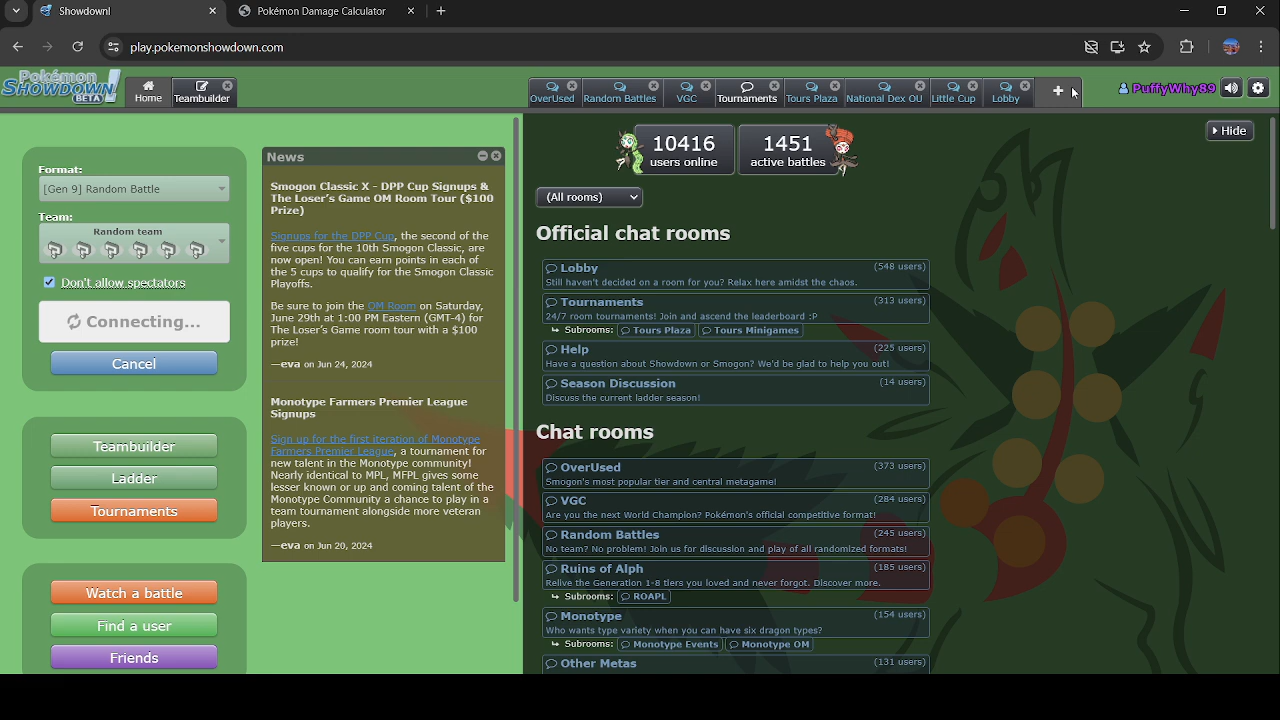 Showdown!
Pokémon Damage Calculator
play.pokemonshowdown.com
Pokémon
SHOWDOWN!
BETA
Home
Teambuilder
OverUsed
Random Battles
VGC
Tournaments
Tours Plaza
National Dex OU
Little Cup
Lobby
PuffyWhy89
Format:
[Gen 9] Random Battle
Team:
Random team
Don't allow spectators
Connecting...
Cancel
Teambuilder
Ladder
Tournaments
Watch a battle
Find a user
Friends
News
Smogon Classic X - DPP Cup Signups &
The Loser's Game OM Room Tour ($100
Prize)
Signups for the DPP Cup, the second of the
five cups for the 10th Smogon Classic, are
now open! You can earn points in each of
the 5 cups to qualify for the Smogon Classic
Playoffs.
Be sure to join the OM Room on Saturday,
June 29th at 1:00 PM Eastern (GMT-4) for
The Loser's Game room tour with a $100
prize!
—eva on Jun 24, 2024
Monotype Farmers Premier League
Signups
Sign up for the first iteration of Monotype
Farmers Premier League, a tournament for
new talent in the Monotype community!
Nearly identical to MPL, MFPL gives some
lesser known or up and coming talent of the
Monotype Community a chance to play in a
team tournament alongside more veteran
players.
—eva on Jun 20, 2024
10416
users online
1451
active battles
Hide
(All rooms)
Official chat rooms
Lobby (548 users)
Still haven't decided on a room for you? Relax here amidst the chaos.
Tournaments (313 users)
24/7 room tournaments! Join and ascend the leaderboard :P
Subrooms: Tours Plaza Tours Minigames
Help (225 users)
Have a question about Showdown or Smogon? We'd be glad to help you out!
Season Discussion (14 users)
Discuss the current ladder season!
Chat rooms
OverUsed (373 users)
Smogon's most popular tier and central metagame!
VGC (284 users)
Are you the next World Champion? Pokémon's official competitive format!
Random Battles (245 users)
No team? No problem! Join us for discussion and play of all randomized formats!
Ruins of Alph (185 users)
Relive the Generation 1-8 tiers you loved and never forgot. Discover more.
Subrooms: ROAPL
Monotype (154 users)
Who wants type variety when you can have six dragon types?
Subrooms: Monotype Events Monotype OM
Other Metas (131 users)